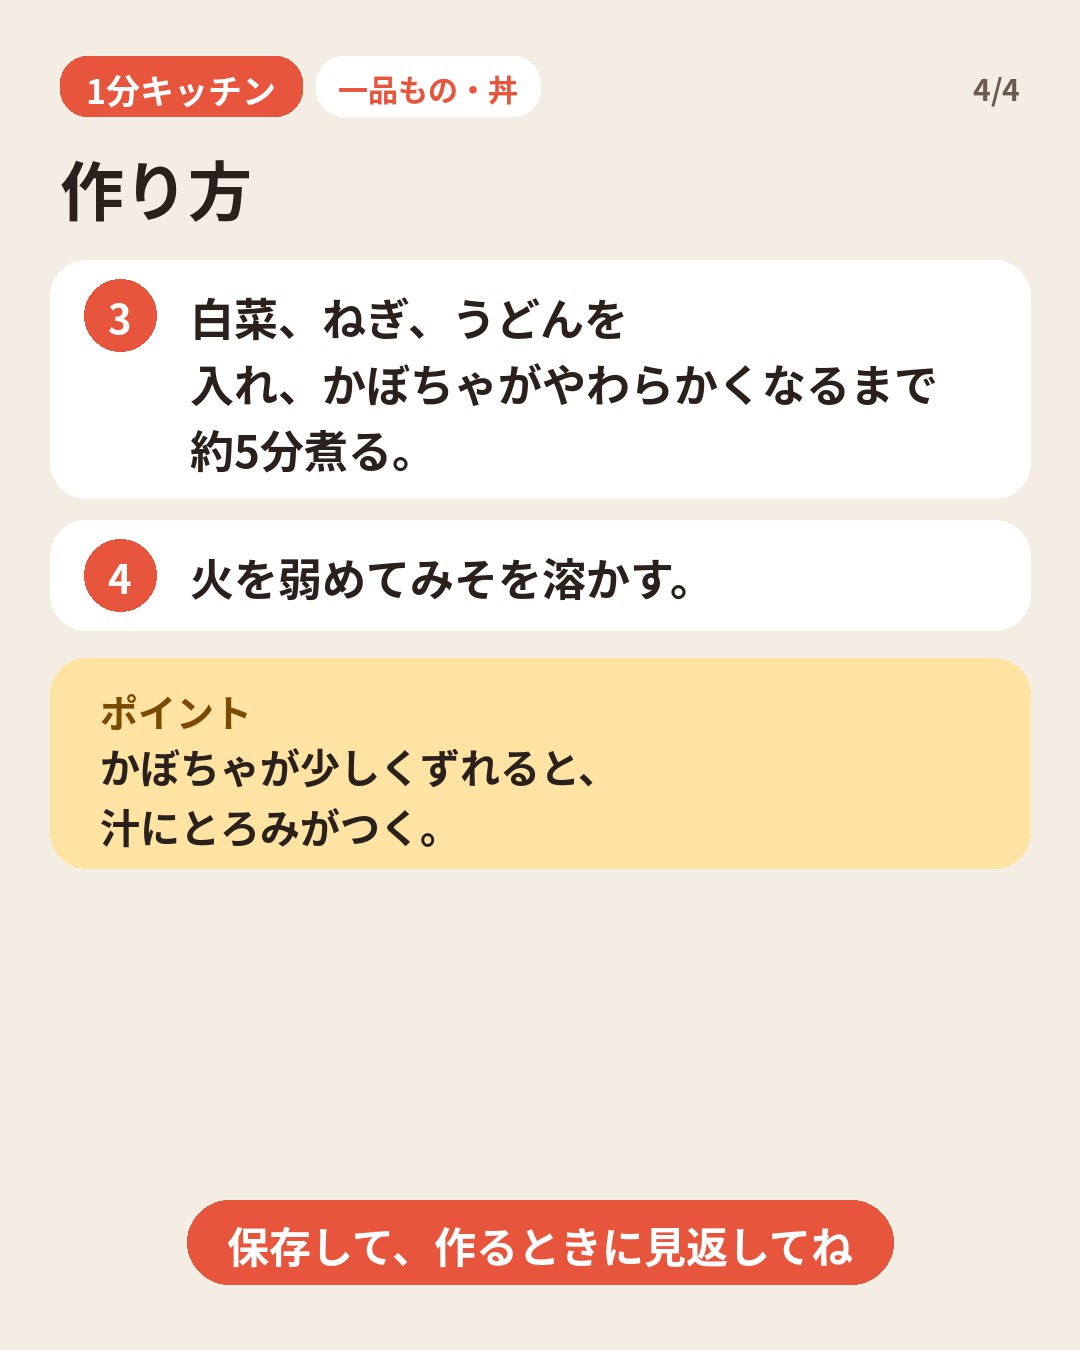 1分キッチン
一品もの・丼
4/4
作り方
3
白菜、ねぎ、うどんを
入れ、かぼちゃがやわらかくなるまで
約5分煮る。
4
火を弱めてみそを溶かす。
ポイント
かぼちゃが少しくずれると、
汁にとろみがつく。
保存して、作るときに見返してね